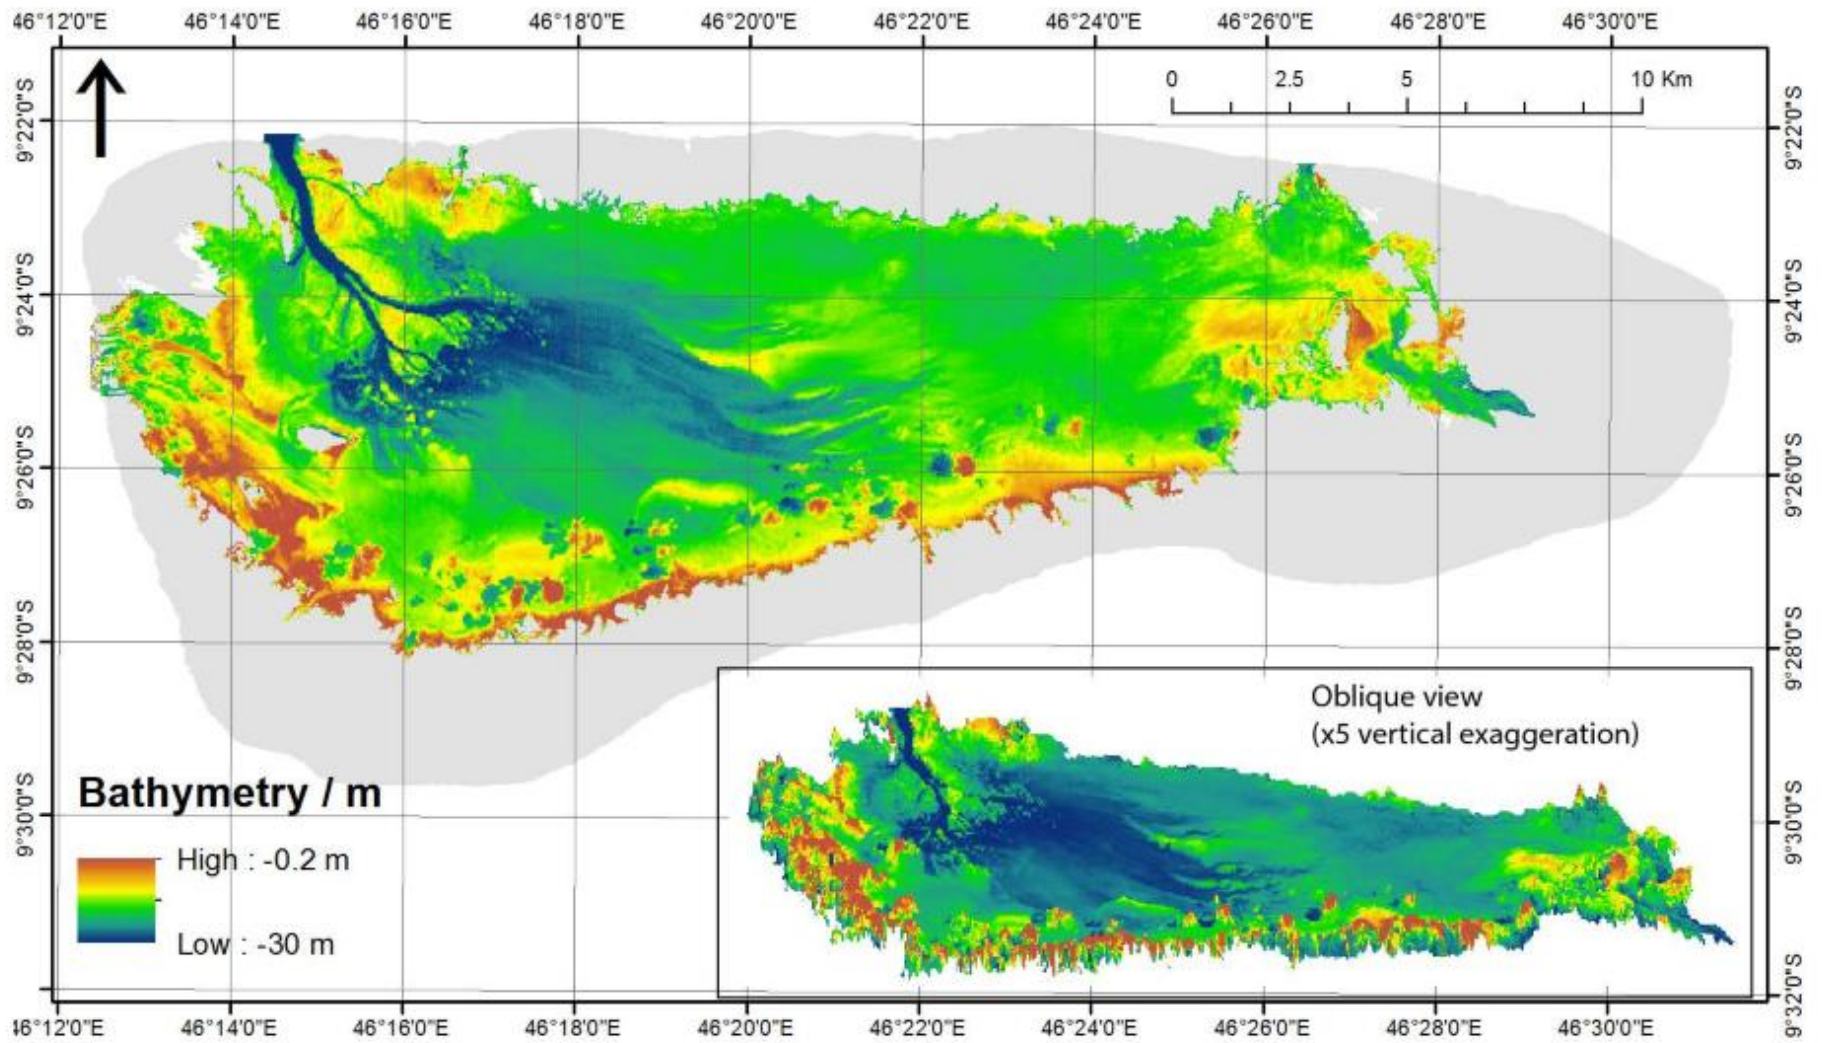 46°12'0"E 46°14'0"E 46°16'0"E 46°18'0"E 46°20'0"E 46°22'0"E 46°24'0"E 46°26'0"E 46°28'0"E 46°30'0"E
0 2.5 5 10 Km
9°22'0"S 9°22'0"S
9°24'0"S 9°24'0"S
9°26'0"S 9°26'0"S
9°28'0"S 9°28'0"S
Oblique view
(x5 vertical exaggeration)
Bathymetry / m
9°30'0"S 9°30'0"S
High : -0.2 m
Low : -30 m
9°32'0"S
46°12'0"E 46°14'0"E 46°16'0"E 46°18'0"E 46°20'0"E 46°22'0"E 46°24'0"E 46°26'0"E 46°28'0"E 46°30'0"E